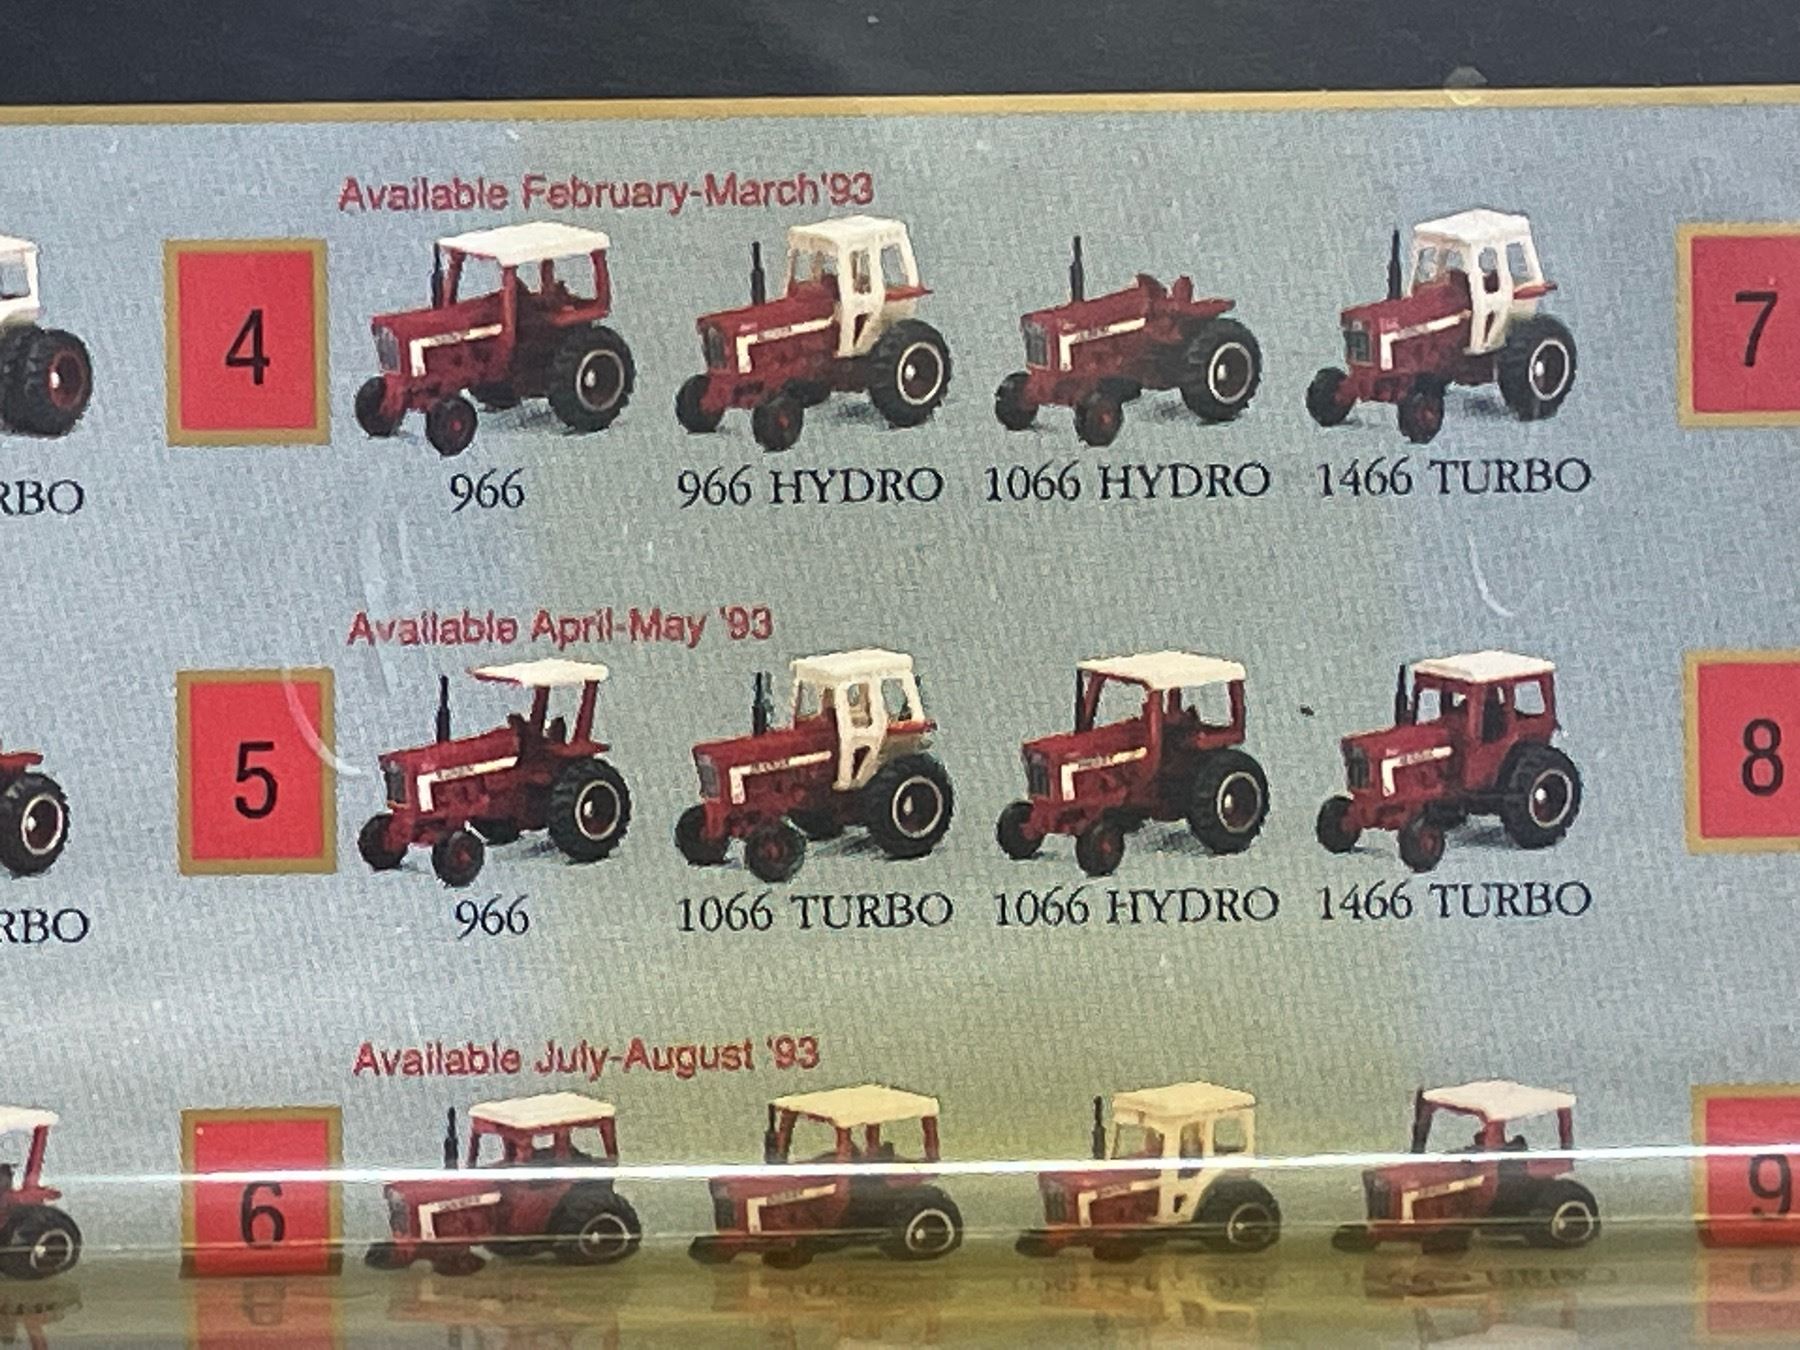 Available February-March'93
4
7
RBO
966
966 HYDRO
1066 HYDRO
1466 TURBO
Available April-May '93
5
8
RBO
966
1066 TURBO
1066 HYDRO
1466 TURBO
Available July-August '93
6
9